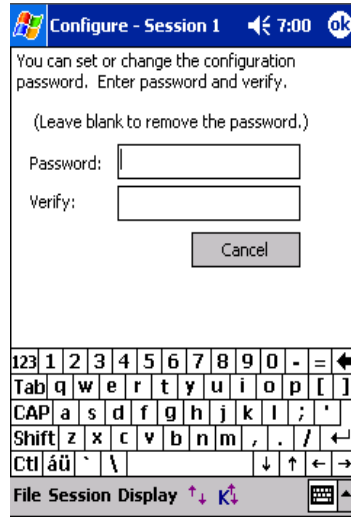 Configure - Session 1 7:00 ok
You can set or change the configuration
password. Enter password and verify.
(Leave blank to remove the password.)
Password:
Verify:
Cancel
123 1 2 3 4 5 6 7 8 9 0 - = ←
Tab q w e r t y u i o p [ ]
CAP a s d f g h j k l ; '
Shift z x c v b n m , . / ↵
Ctl áü ` \ ↓ ↑ ← →
File Session Display